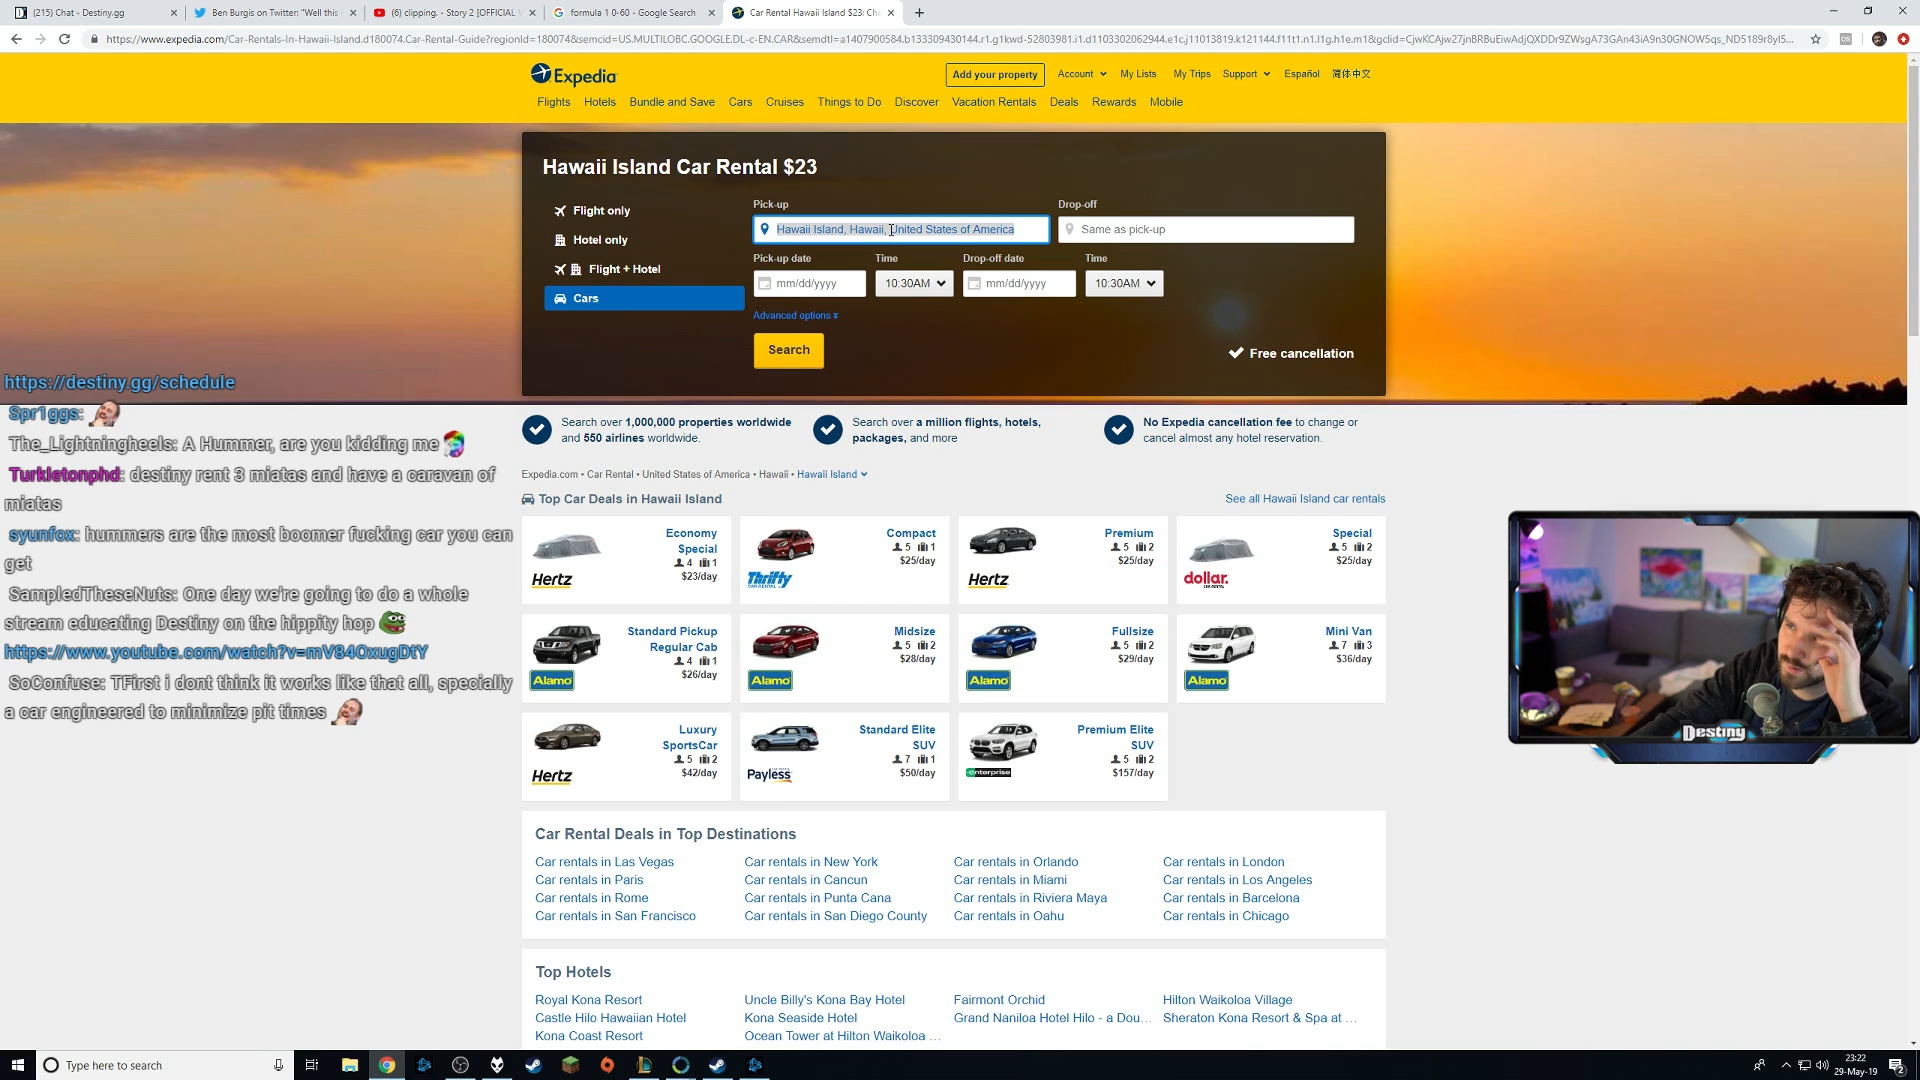 (215) Chat - Destiny.gg
Ben Burgis on Twitter: "Well this
(6) clipping. - Story 2 [OFFICIAL
formula 1 0-60 - Google Search
Car Rental Hawaii Island $23: Ch
https://www.expedia.com/Car-Rentals-In-Hawaii-Island.d180074.Car-Rental-Guide?regionId=180074&semcid=US.MULTILOBC.GOOGLE.DL-c-EN.CAR&semdtl=a1407900584.b133309430144.r1.g1kwd-52803981.i1.d1103302062944.e1c.j11013819.k121144.f11t1.n1.l1g.h1e.m1&gclid=CjwKCAjw27jnBRBuEiwAdjQXDDr9ZWsgA73GAn43iA9n30GNOW5qs_ND5189r8yI5...
Expedia
Add your property
Account
My Lists
My Trips
Support
Español
简体中文
Flights Hotels Bundle and Save Cars Cruises Things to Do Discover Vacation Rentals Deals Rewards Mobile
Hawaii Island Car Rental $23
Flight only
Hotel only
Flight + Hotel
Cars
Pick-up
Drop-off
Hawaii Island, Hawaii, United States of America
Same as pick-up
Pick-up date
Time
Drop-off date
Time
mm/dd/yyyy
10:30AM
mm/dd/yyyy
10:30AM
Advanced options
Search
Free cancellation
https://destiny.gg/schedule
Spr1ggs:
The_Lightningheels: A Hummer, are you kidding me
Turkletonphd: destiny rent 3 miatas and have a caravan of
miatas
syunfox: hummers are the most boomer fucking car you can
get
SampledTheseNuts: One day we're going to do a whole
stream educating Destiny on the hippity hop
https://www.youtube.com/watch?v=mV84OxugDtY
SoConfuse: TFirst i dont think it works like that all, specially
a car engineered to minimize pit times
Search over 1,000,000 properties worldwide
and 550 airlines worldwide.
Search over a million flights, hotels,
packages, and more
No Expedia cancellation fee to change or
cancel almost any hotel reservation.
Expedia.com • Car Rental • United States of America • Hawaii • Hawaii Island
Top Car Deals in Hawaii Island
See all Hawaii Island car rentals
Economy
Special
4 1
$23/day
Hertz
Compact
5 1
$25/day
Thrifty
CAR RENTAL
Premium
5 2
$25/day
Hertz
Special
5 2
$25/day
dollar.
Standard Pickup
Regular Cab
4 1
$26/day
Alamo
Midsize
5 2
$28/day
Alamo
Fullsize
5 2
$29/day
Alamo
Mini Van
7 3
$36/day
Alamo
Luxury
SportsCar
5 2
$42/day
Hertz
Standard Elite
SUV
7 1
$50/day
Payless
Premium Elite
SUV
5 2
$157/day
enterprise
Car Rental Deals in Top Destinations
Car rentals in Las Vegas
Car rentals in New York
Car rentals in Orlando
Car rentals in London
Car rentals in Paris
Car rentals in Cancun
Car rentals in Miami
Car rentals in Los Angeles
Car rentals in Rome
Car rentals in Punta Cana
Car rentals in Riviera Maya
Car rentals in Barcelona
Car rentals in San Francisco
Car rentals in San Diego County
Car rentals in Oahu
Car rentals in Chicago
Top Hotels
Royal Kona Resort
Uncle Billy's Kona Bay Hotel
Fairmont Orchid
Hilton Waikoloa Village
Castle Hilo Hawaiian Hotel
Kona Seaside Hotel
Grand Naniloa Hotel Hilo - a Dou...
Sheraton Kona Resort & Spa at ...
Kona Coast Resort
Ocean Tower at Hilton Waikoloa ...
Destiny
Type here to search
23:22
29-May-19
2